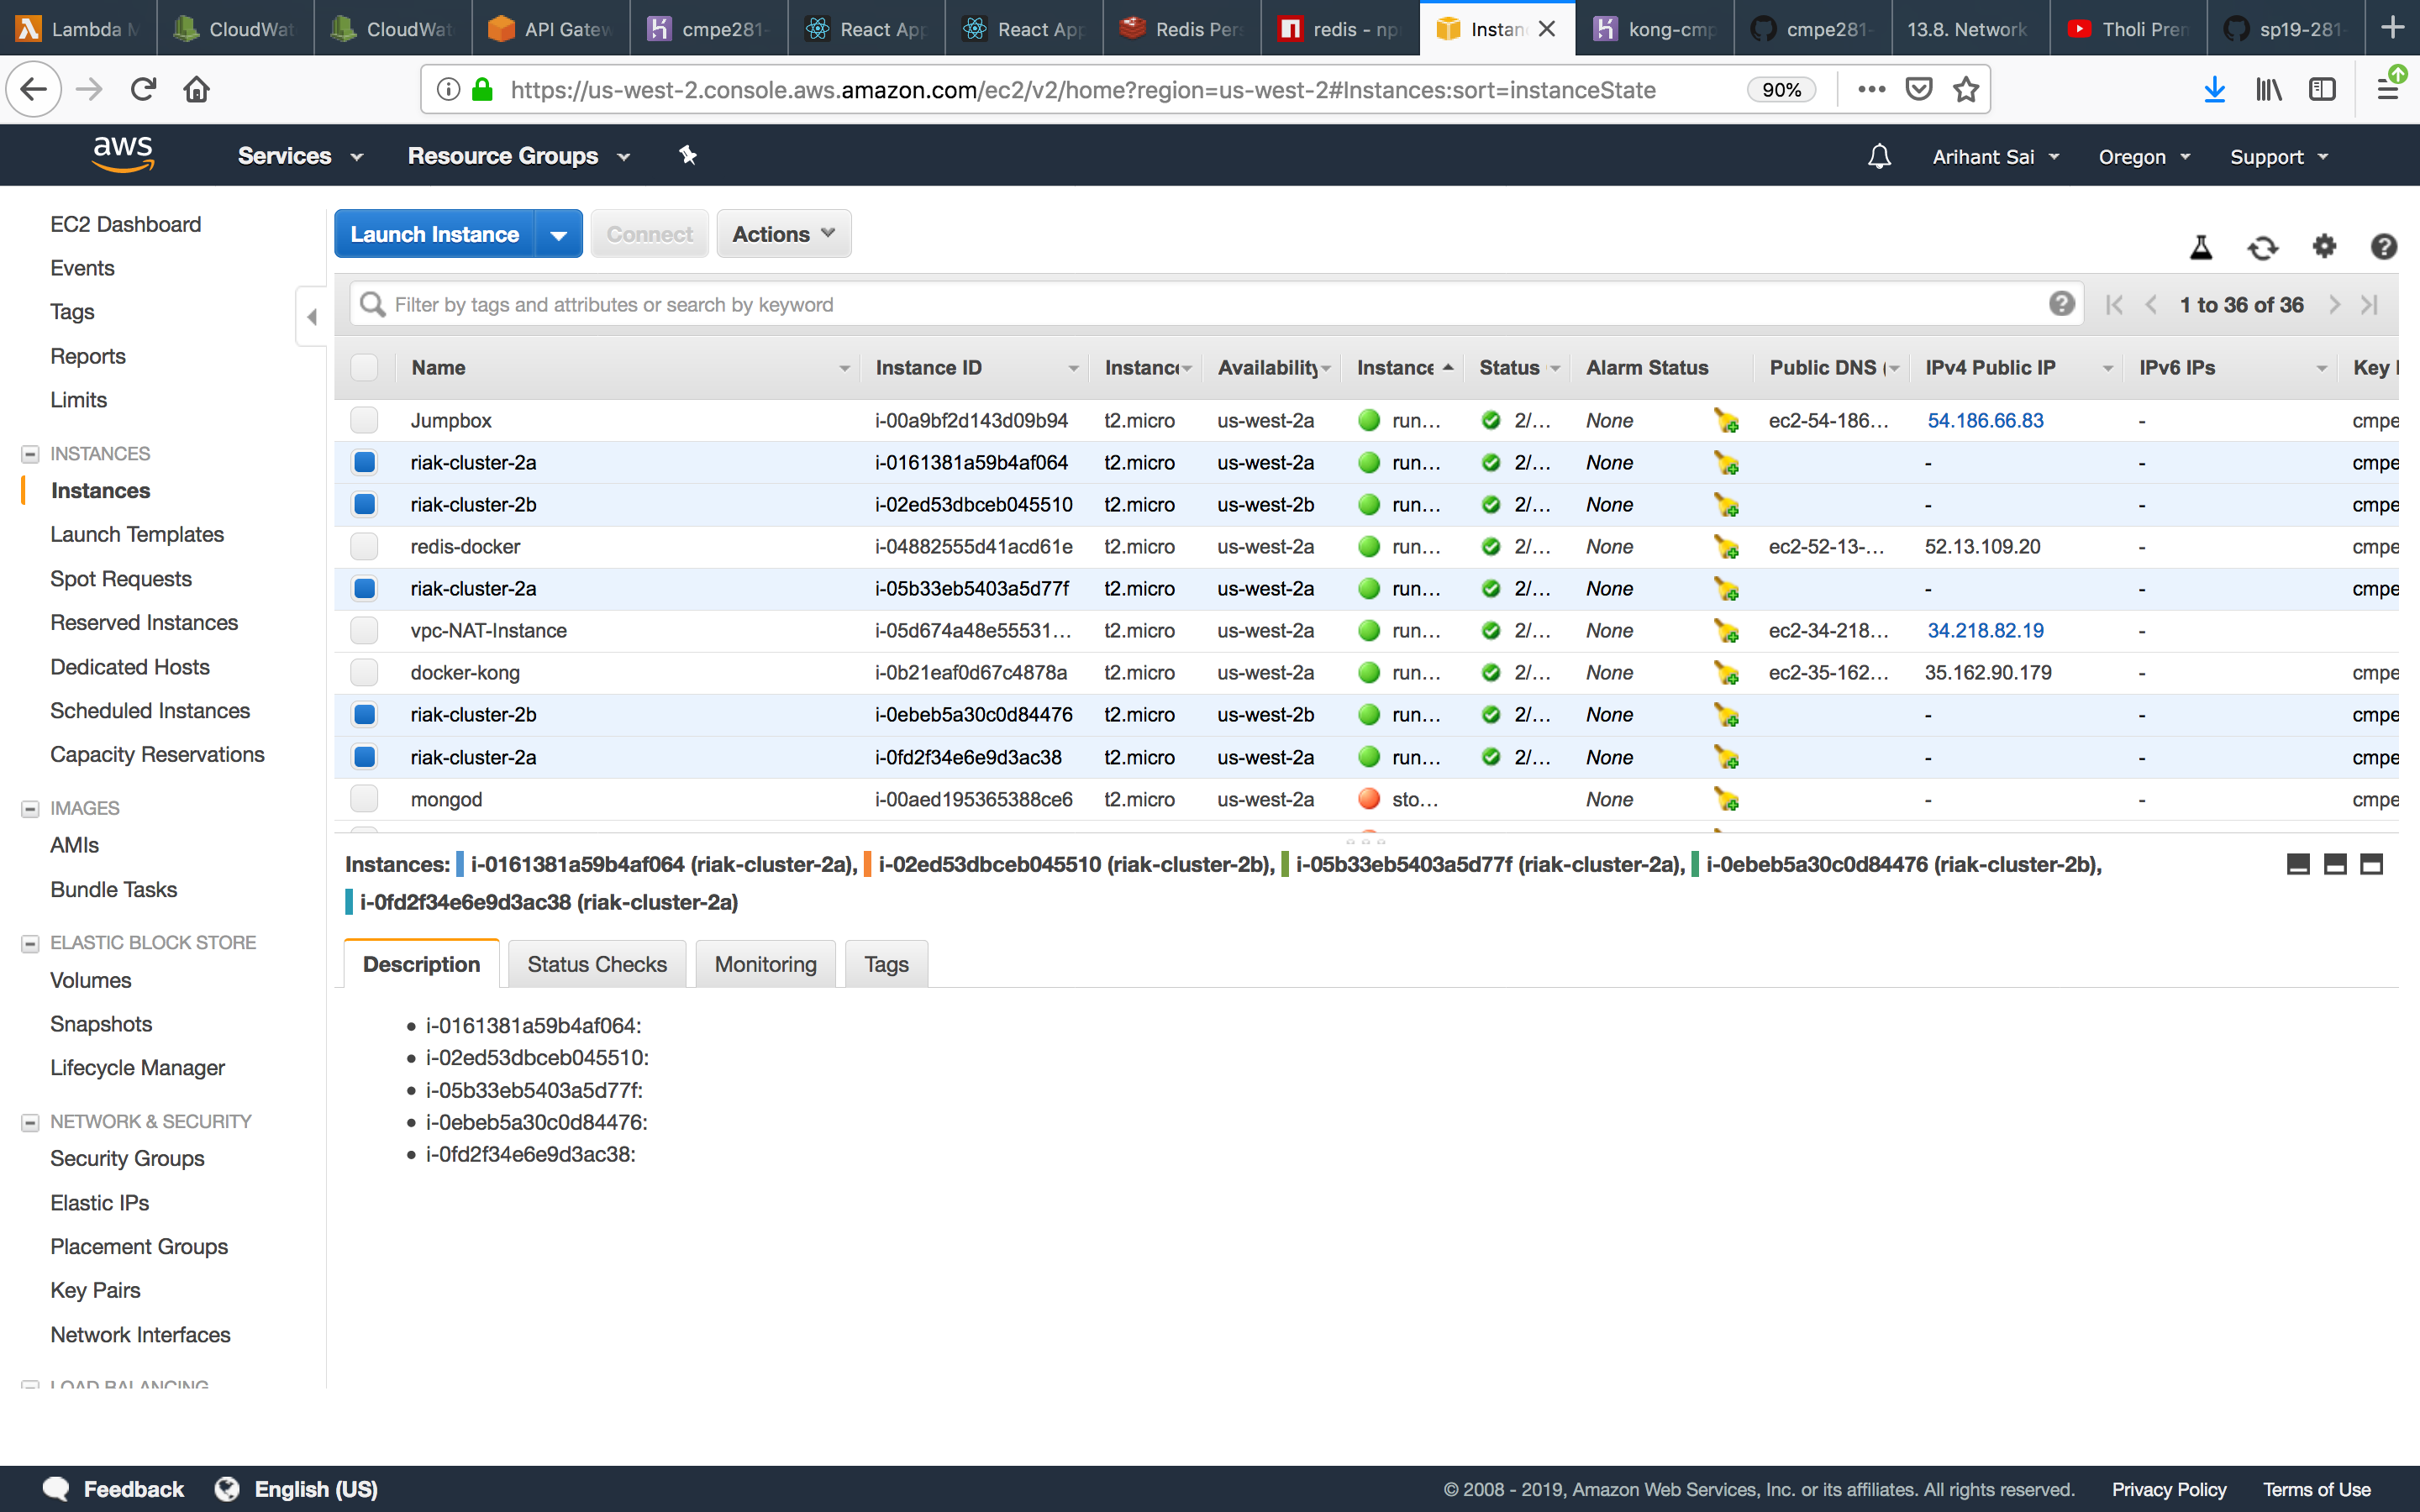 Lambda M CloudWat CloudWat API Gatew cmpe281- React App React App Redis Pers redis - np Instan kong-cmp cmpe281- 13.8. Network Tholi Prem sp19-281-
https://us-west-2.console.aws.amazon.com/ec2/v2/home?region=us-west-2#Instances:sort=instanceState 90%
aws Services Resource Groups Arihant Sai Oregon Support
EC2 Dashboard
Events
Tags
Reports
Limits
INSTANCES
Instances
Launch Templates
Spot Requests
Reserved Instances
Dedicated Hosts
Scheduled Instances
Capacity Reservations
IMAGES
AMIs
Bundle Tasks
ELASTIC BLOCK STORE
Volumes
Snapshots
Lifecycle Manager
NETWORK & SECURITY
Security Groups
Elastic IPs
Placement Groups
Key Pairs
Network Interfaces
LOAD BALANCING
Launch Instance Connect Actions
Filter by tags and attributes or search by keyword 1 to 36 of 36
Name Instance ID Instanc Availability Instance Status Alarm Status Public DNS ( IPv4 Public IP IPv6 IPs Key
Jumpbox i-00a9bf2d143d09b94 t2.micro us-west-2a run... 2/... None ec2-54-186... 54.186.66.83 - cmpe
riak-cluster-2a i-0161381a59b4af064 t2.micro us-west-2a run... 2/... None - - cmpe
riak-cluster-2b i-02ed53dbceb045510 t2.micro us-west-2b run... 2/... None - - cmpe
redis-docker i-04882555d41acd61e t2.micro us-west-2a run... 2/... None ec2-52-13-... 52.13.109.20 - cmpe
riak-cluster-2a i-05b33eb5403a5d77f t2.micro us-west-2a run... 2/... None - - cmpe
vpc-NAT-Instance i-05d674a48e55531... t2.micro us-west-2a run... 2/... None ec2-34-218... 34.218.82.19 -
docker-kong i-0b21eaf0d67c4878a t2.micro us-west-2a run... 2/... None ec2-35-162... 35.162.90.179 - cmpe
riak-cluster-2b i-0ebeb5a30c0d84476 t2.micro us-west-2b run... 2/... None - - cmpe
riak-cluster-2a i-0fd2f34e6e9d3ac38 t2.micro us-west-2a run... 2/... None - - cmpe
mongod i-00aed195365388ce6 t2.micro us-west-2a sto... None - - cmpe
Instances: i-0161381a59b4af064 (riak-cluster-2a), i-02ed53dbceb045510 (riak-cluster-2b), i-05b33eb5403a5d77f (riak-cluster-2a), i-0ebeb5a30c0d84476 (riak-cluster-2b),
i-0fd2f34e6e9d3ac38 (riak-cluster-2a)
Description Status Checks Monitoring Tags
• i-0161381a59b4af064:
• i-02ed53dbceb045510:
• i-05b33eb5403a5d77f:
• i-0ebeb5a30c0d84476:
• i-0fd2f34e6e9d3ac38:
Feedback English (US) © 2008 - 2019, Amazon Web Services, Inc. or its affiliates. All rights reserved. Privacy Policy Terms of Use